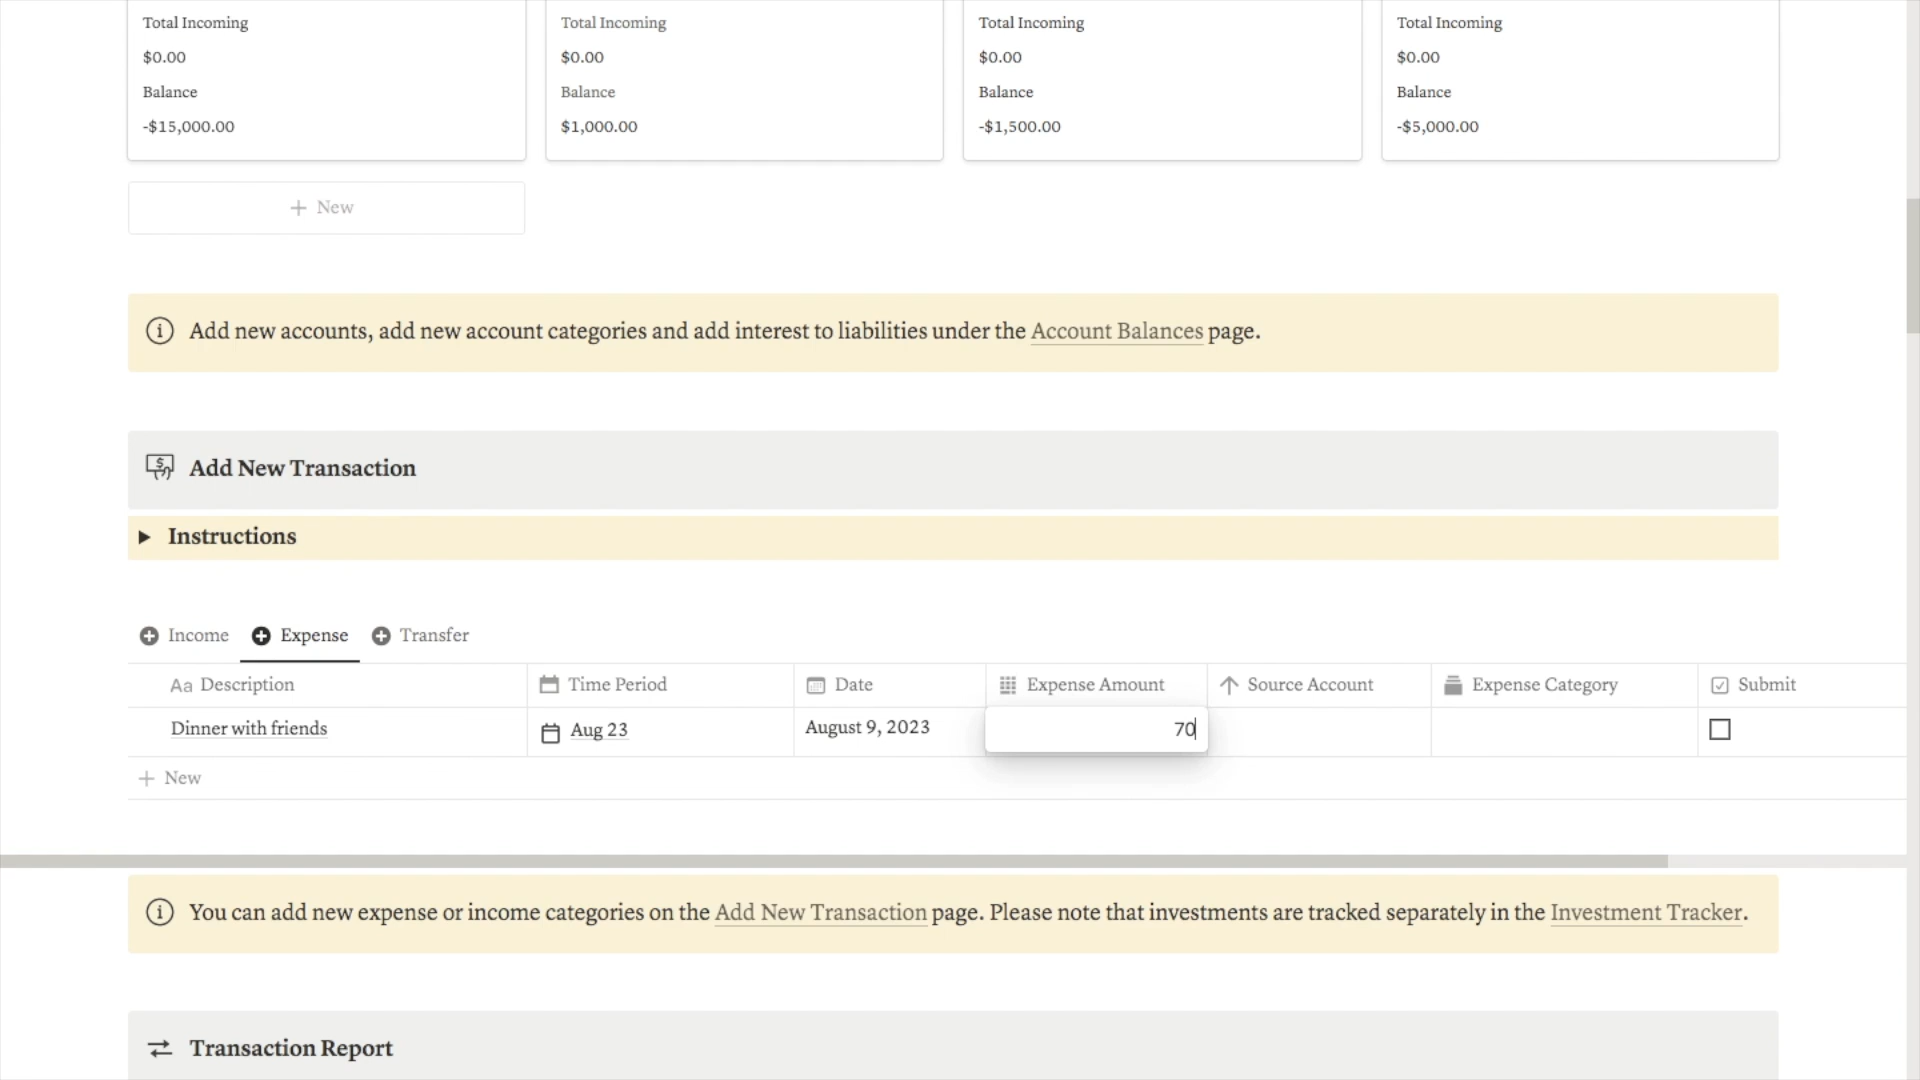 Total Incoming Total Incoming Total Incoming Total Incoming
$0.00 $0.00 $0.00 $0.00
Balance Balance Balance Balance
-$15,000.00 $1,000.00 -$1,500.00 -$5,000.00
New
Add new accounts, add new account categories and add interest to liabilities under the Account Balances page.
Add New Transaction
Instructions
Income Expense Transfer
Aa Description Time Period Date Expense Amount Source Account Expense Category Submit
Dinner with friends Aug 23 August 9, 2023 70
New
You can add new expense or income categories on the Add New Transaction page. Please note that investments are tracked separately in the Investment Tracker.
Transaction Report